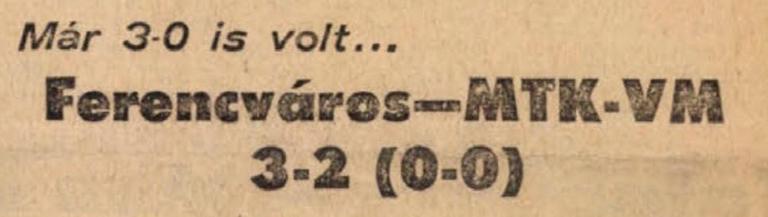 Már 3-0 is volt...
Ferencváros—MTK-VM
3-2 (0-0)